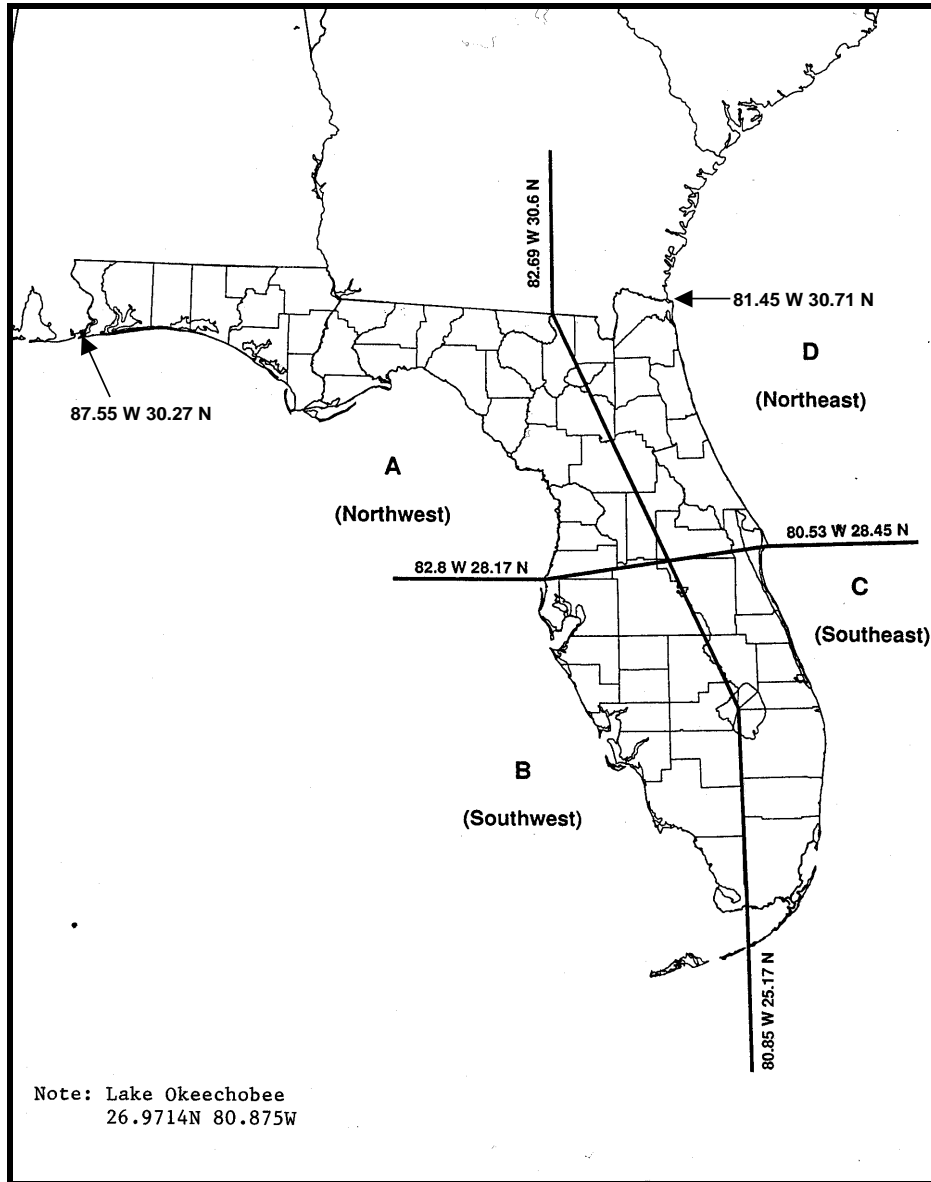 82.69 W 30.6 N
81.45 W 30.71 N
D
(Northeast)
87.55 W 30.27 N
A
(Northwest)
80.53 W 28.45 N
82.8 W 28.17 N
C
(Southeast)
B
(Southwest)
80.85 W 25.17 N
Note: Lake Okeechobee
26.9714N 80.875W